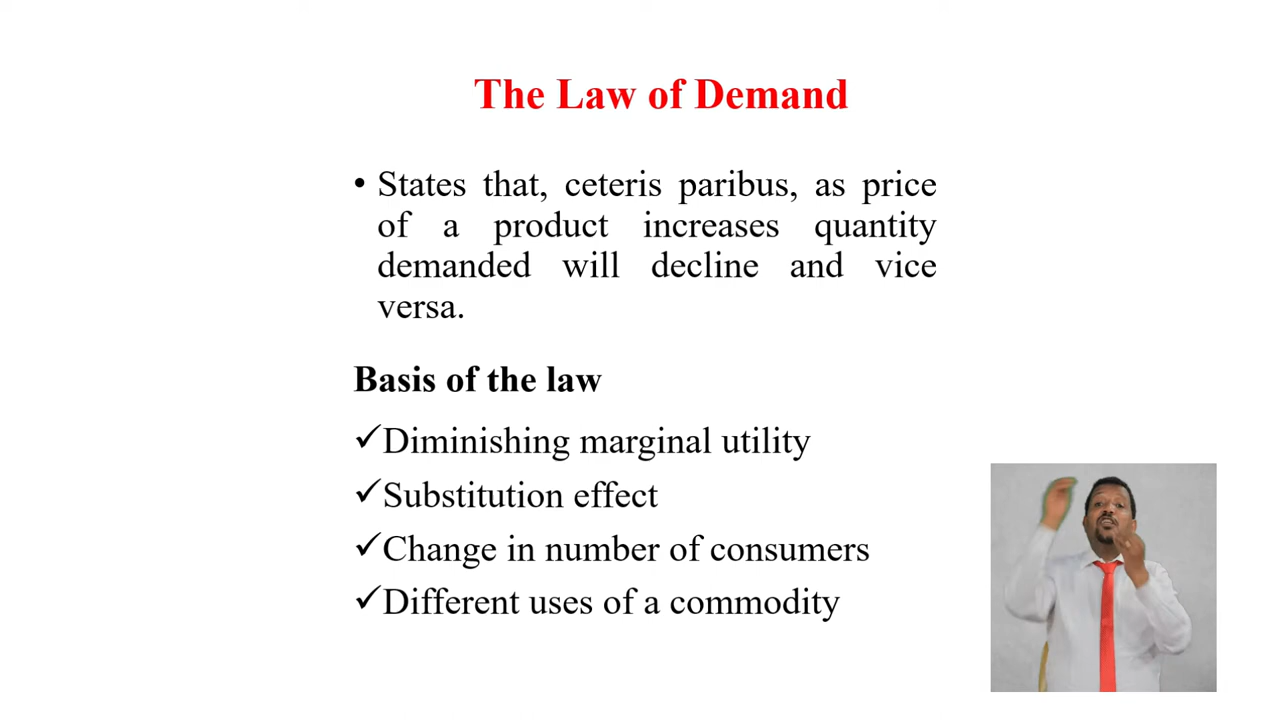 The Law of Demand
• States that, ceteris paribus, as price
of a product increases quantity
demanded will decline and vice
versa.
Basis of the law
✓Diminishing marginal utility
✓Substitution effect
✓Change in number of consumers
✓Different uses of a commodity